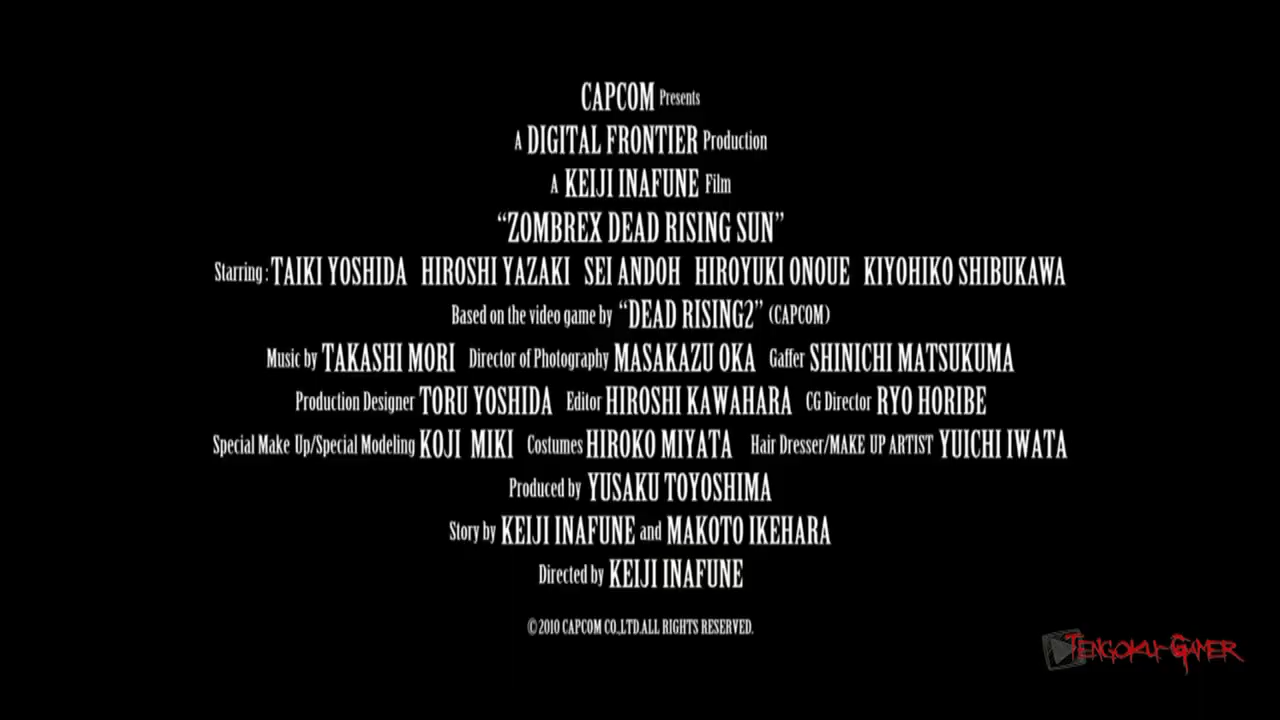 CAPCOM Presents
A DIGITAL FRONTIER Production
A KEIJI INAFUNE Film
“ZOMBREX DEAD RISING SUN”
Starring : TAIKI YOSHIDA HIROSHI YAZAKI SEI ANDOH HIROYUKI ONOUE KIYOHIKO SHIBUKAWA
Based on the video game by “DEAD RISING2” (CAPCOM)
Music by TAKASHI MORI Director of Photography MASAKAZU OKA Gaffer SHINICHI MATSUKUMA
Production Designer TORU YOSHIDA Editor HIROSHI KAWAHARA CG Director RYO HORIBE
Special Make Up/Special Modeling KOJI MIKI Costumes HIROKO MIYATA Hair Dresser/MAKE UP ARTIST YUICHI IWATA
Produced by YUSAKU TOYOSHIMA
Story by KEIJI INAFUNE and MAKOTO IKEHARA
Directed by KEIJI INAFUNE
©2010 CAPCOM CO.,LTD.ALL RIGHTS RESERVED.
TENGOKU-GAMER